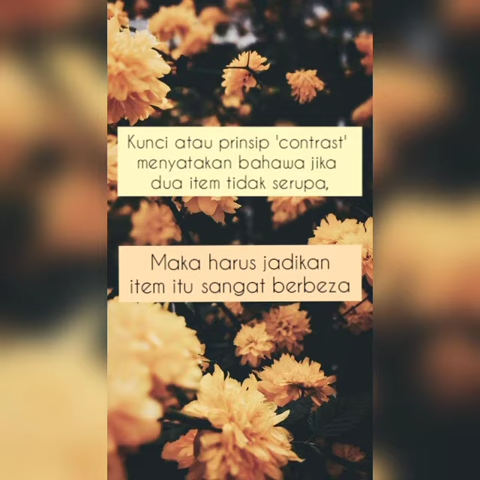 Kunci atau prinsip 'contrast'
menyatakan bahawa jika
dua item tidak serupa,
Maka harus jadikan
item itu sangat berbeza